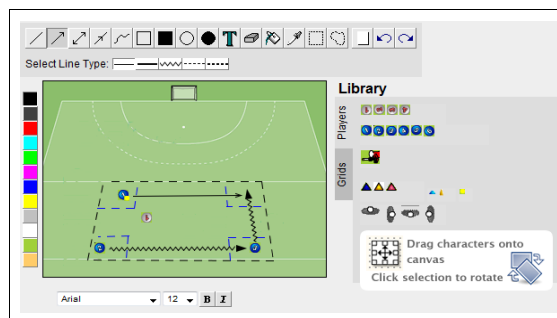 T
Select Line Type:
Library
Players
Grids
Drag characters onto
canvas
Click selection to rotate
Arial
12
B
I